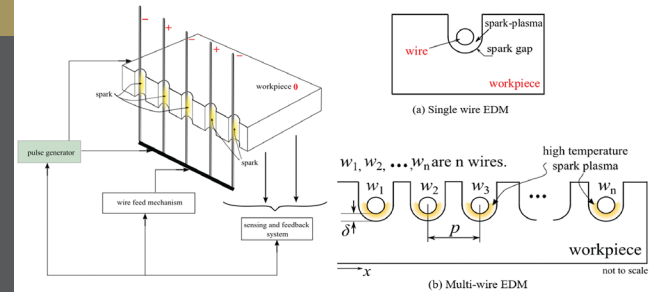 −
+
−
+
−
workpiece 0
spark
spark
pulse generator
wire feed mechanism
sensing and feedback
system
spark-plasma
wire
spark gap
workpiece
(a) Single wire EDM
w1, w2, •••,wn are n wires.
high temperature
spark plasma
w1
w2
w3
•••
wn
δ
p
workpiece
x
not to scale
(b) Multi-wire EDM